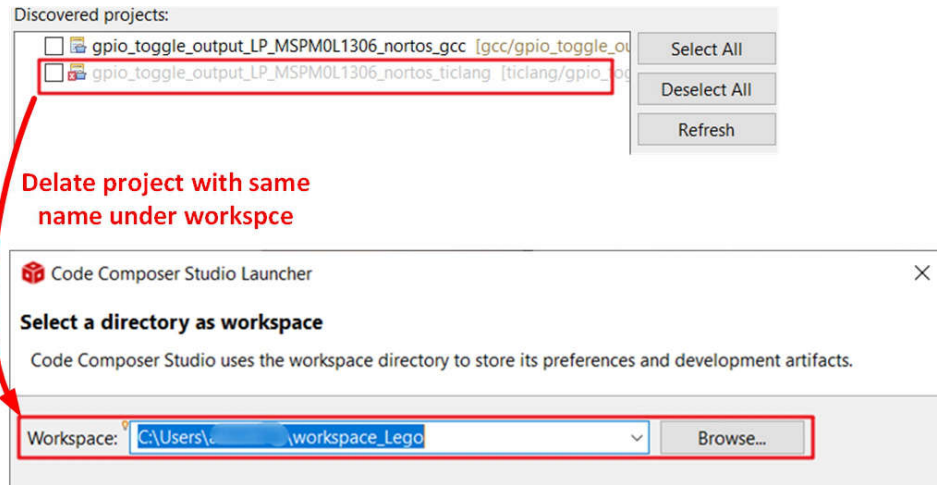 Discovered projects:
gpio_toggle_output_LP_MSPM0L1306_nortos_gcc [gcc/gpio_toggle_ou
Select All
gpio_toggle_output_LP_MSPM0L1306_nortos_ticlang [ticlang/gpio_tog
Deselect All
Refresh
Delate project with same
name under workspce
Code Composer Studio Launcher
Select a directory as workspace
Code Composer Studio uses the workspace directory to store its preferences and development artifacts.
Workspace: C:\Users\ \workspace_Lego Browse...